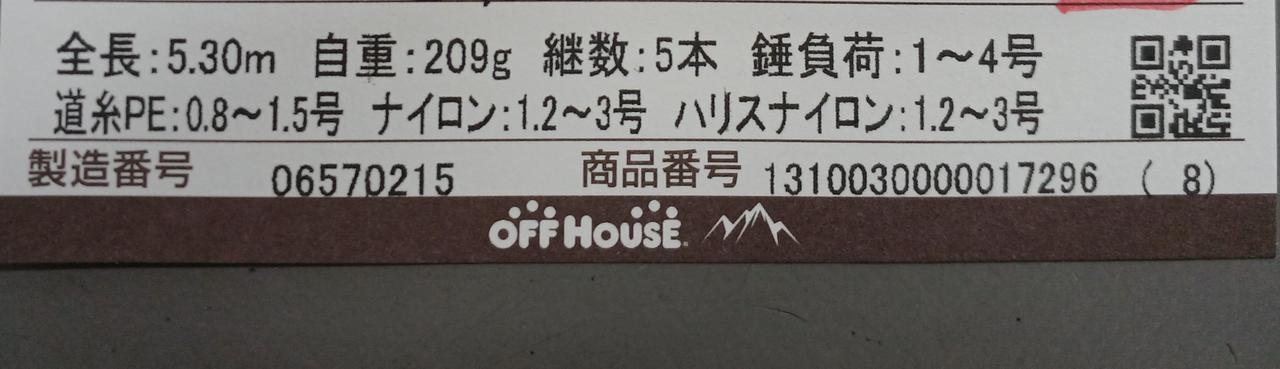 全長:5.30m 自重:209g 継数:5本 錘負荷:1～4号
道糸PE:0.8～1.5号 ナイロン:1.2～3号 ハリスナイロン:1.2～3号
製造番号 06570215 商品番号 1310030000017296 ( 8)
OFF HOUSE